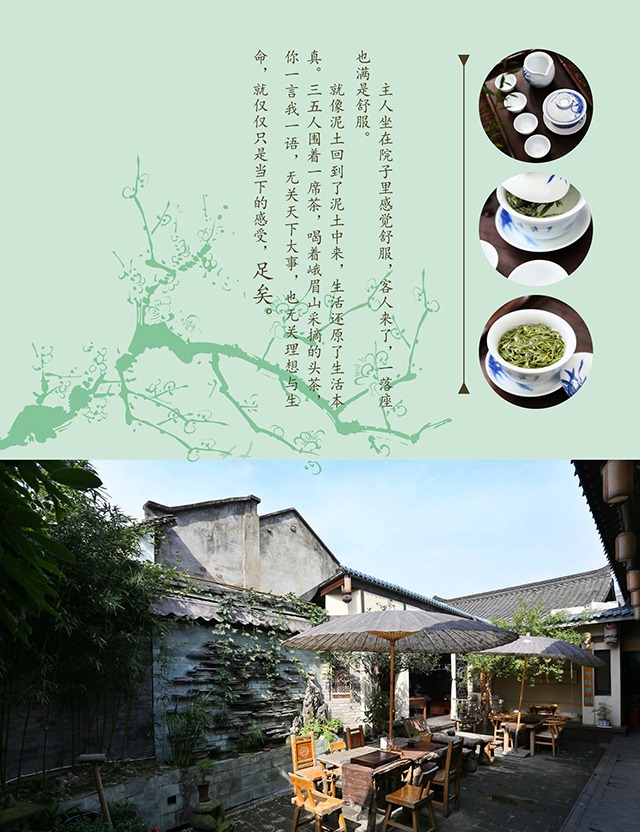 主人坐在院子里感觉舒服，客人来了，一落座
也满是舒服。
就像泥土回到了泥土中来，生活还原了生活本
真。三五人围着一席茶，喝着峨眉山采摘的头茶，
你一言我一语，无关天下大事，也无关理想与生
命，就仅仅只是当下的感受，足矣。